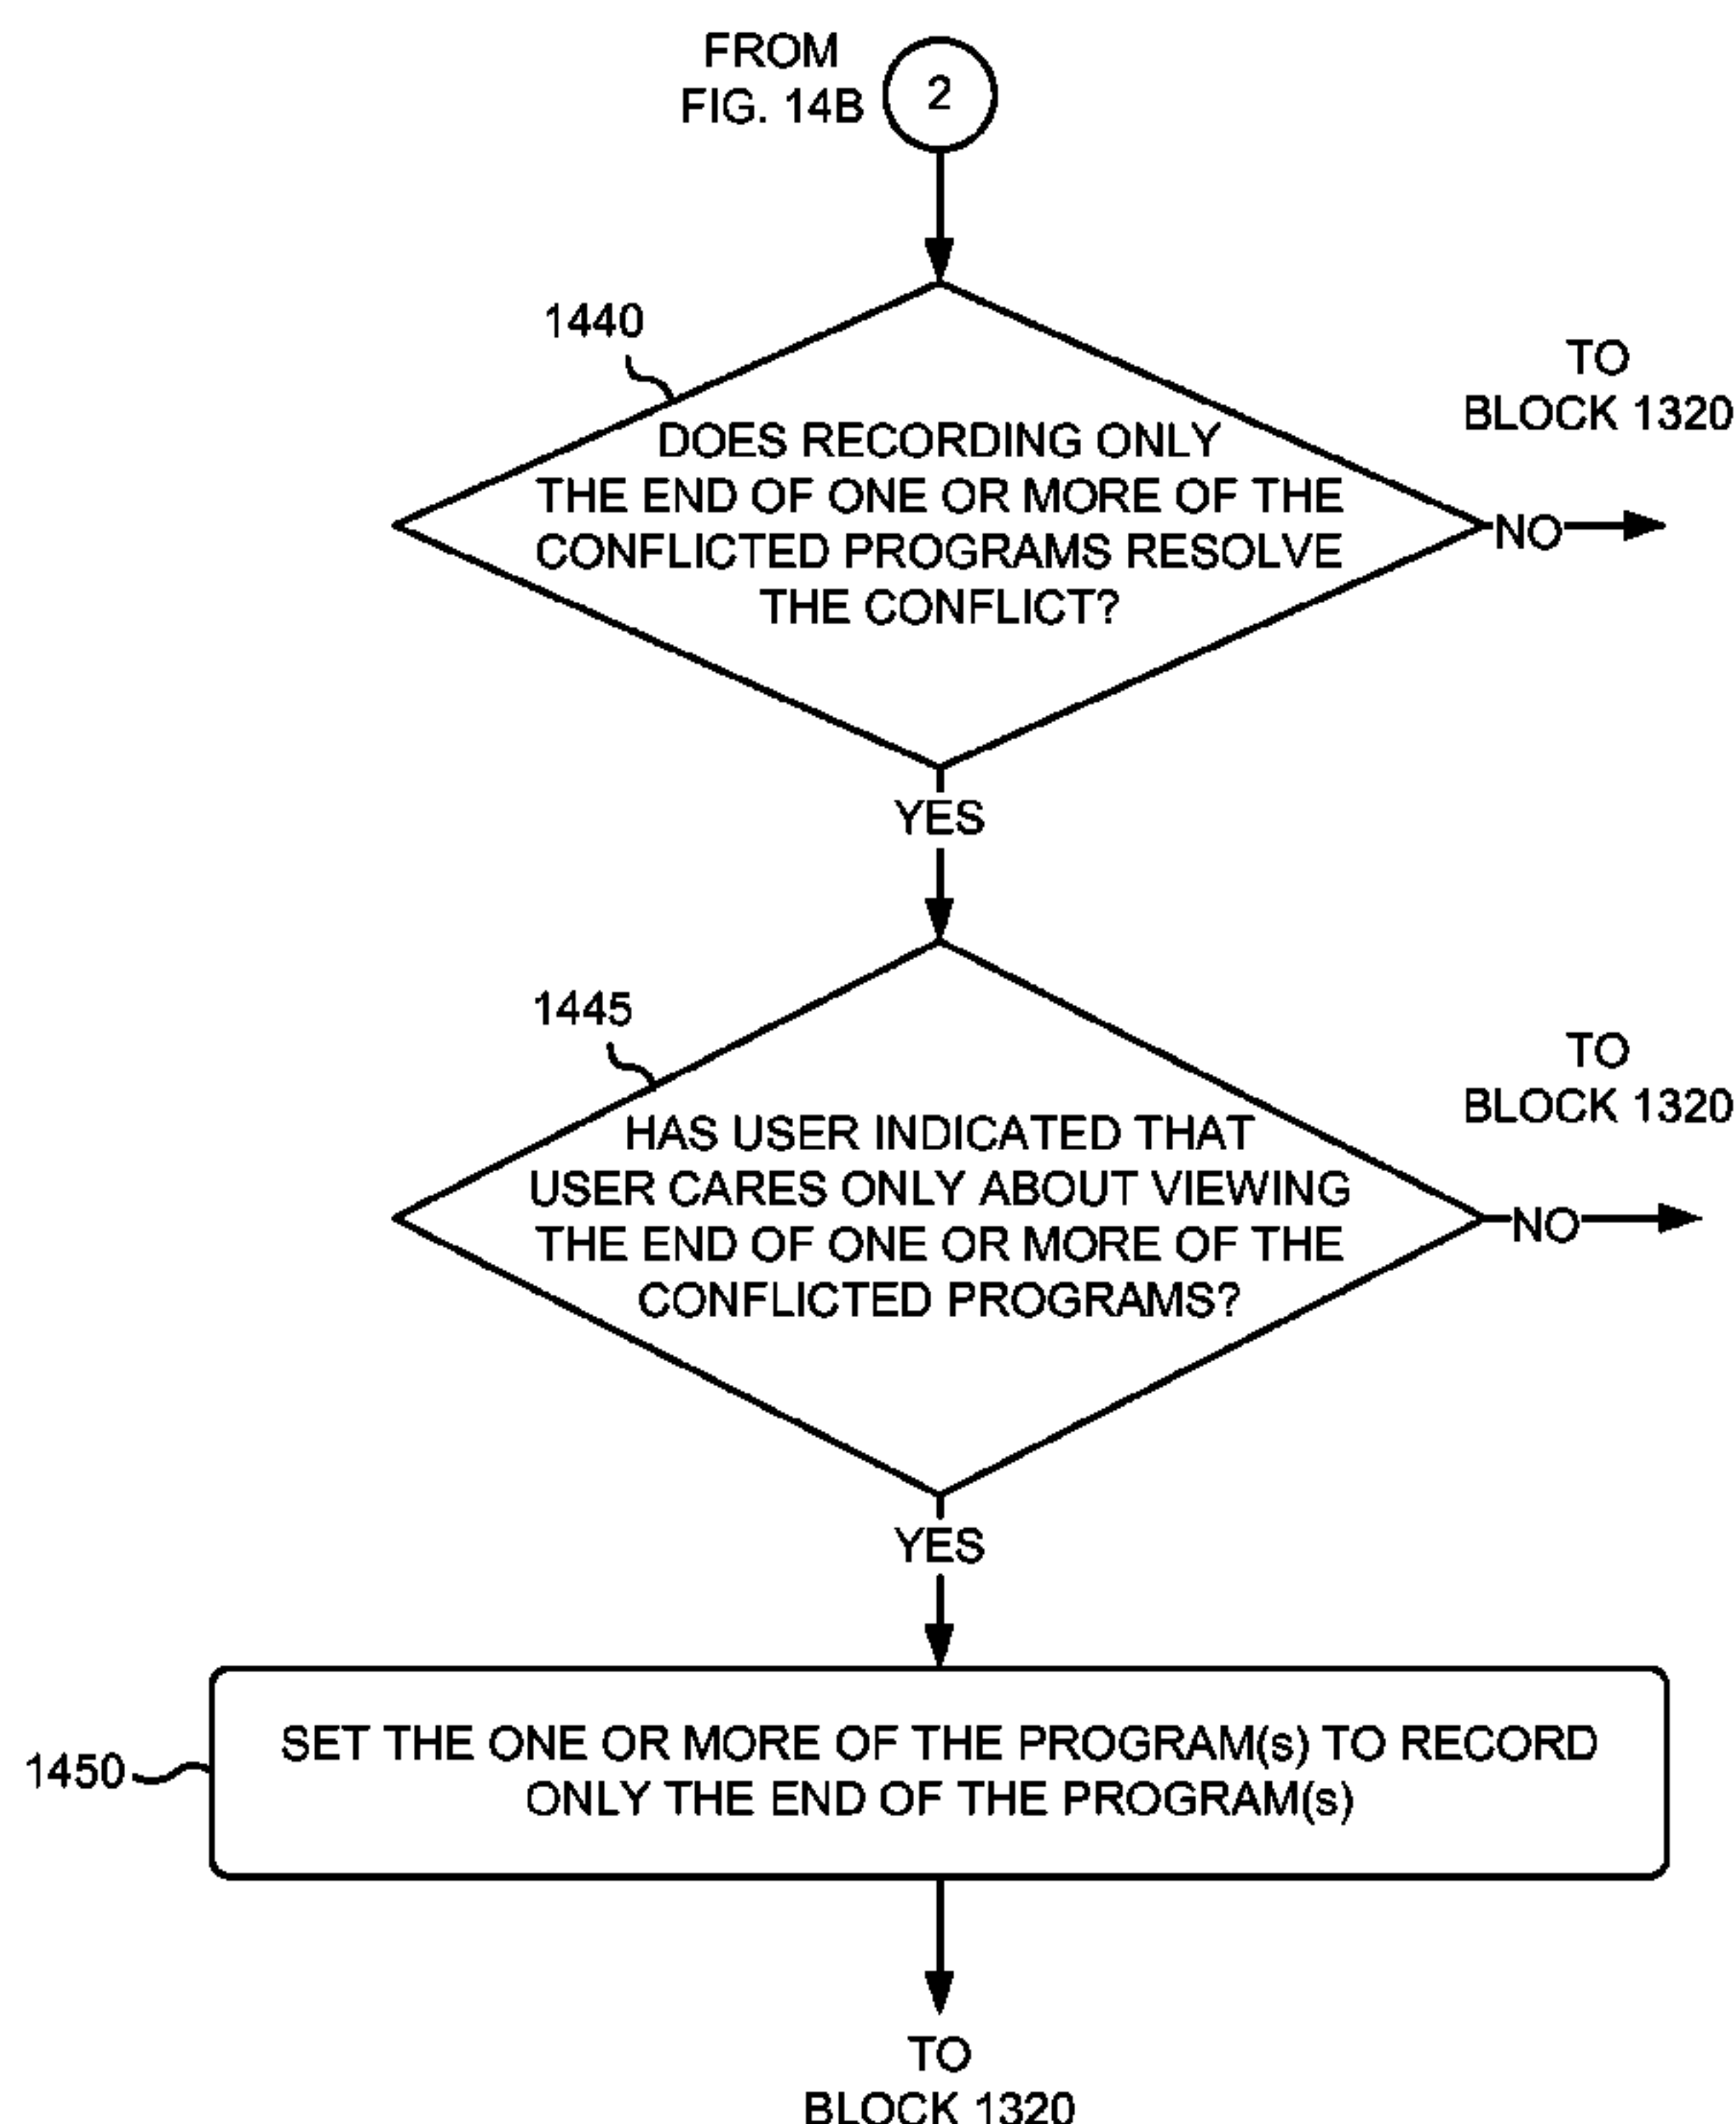 FROM
FIG. 14B
2
1440
DOES RECORDING ONLY
THE END OF ONE OR MORE OF THE
CONFLICTED PROGRAMS RESOLVE
THE CONFLICT?
TO
BLOCK 1320
NO
YES
1445
HAS USER INDICATED THAT
USER CARES ONLY ABOUT VIEWING
THE END OF ONE OR MORE OF THE
CONFLICTED PROGRAMS?
TO
BLOCK 1320
NO
YES
1450
SET THE ONE OR MORE OF THE PROGRAM(s) TO RECORD
ONLY THE END OF THE PROGRAM(s)
TO
BLOCK 1320